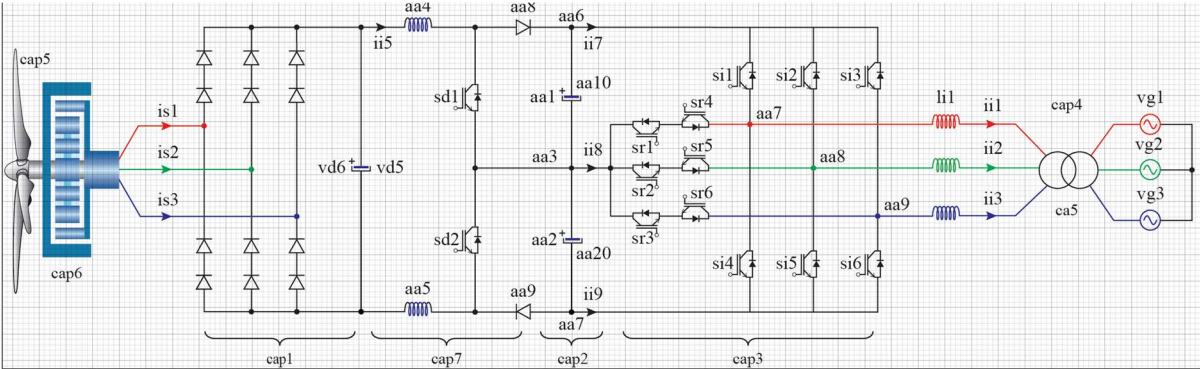 aa4
aa8
aa6
ii5
ii7
cap5
aa10
si1
si2
si3
sd1
aa1
+
sr4
li1
ii1
cap4
vg1
is1
aa7
sr1
sr5
ii2
vg2
is2
vd6
+
vd5
aa3
ii8
aa8
sr2
sr6
is3
aa9
ii3
ca5
vg3
sr3
sd2
aa2
+
aa20
si4
si5
si6
cap6
aa5
aa9
ii9
aa7
cap1
cap7
cap2
cap3